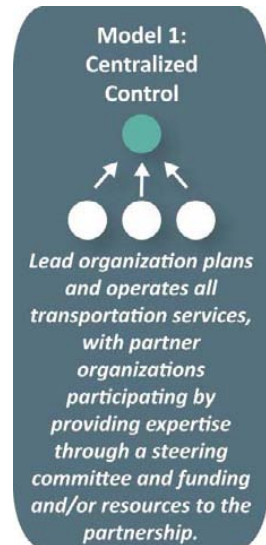 Model 1:
Centralized
Control
Lead organization plans
and operates all
transportation services,
with partner
organizations
participating by
providing expertise
through a steering
committee and funding
and/or resources to the
partnership.